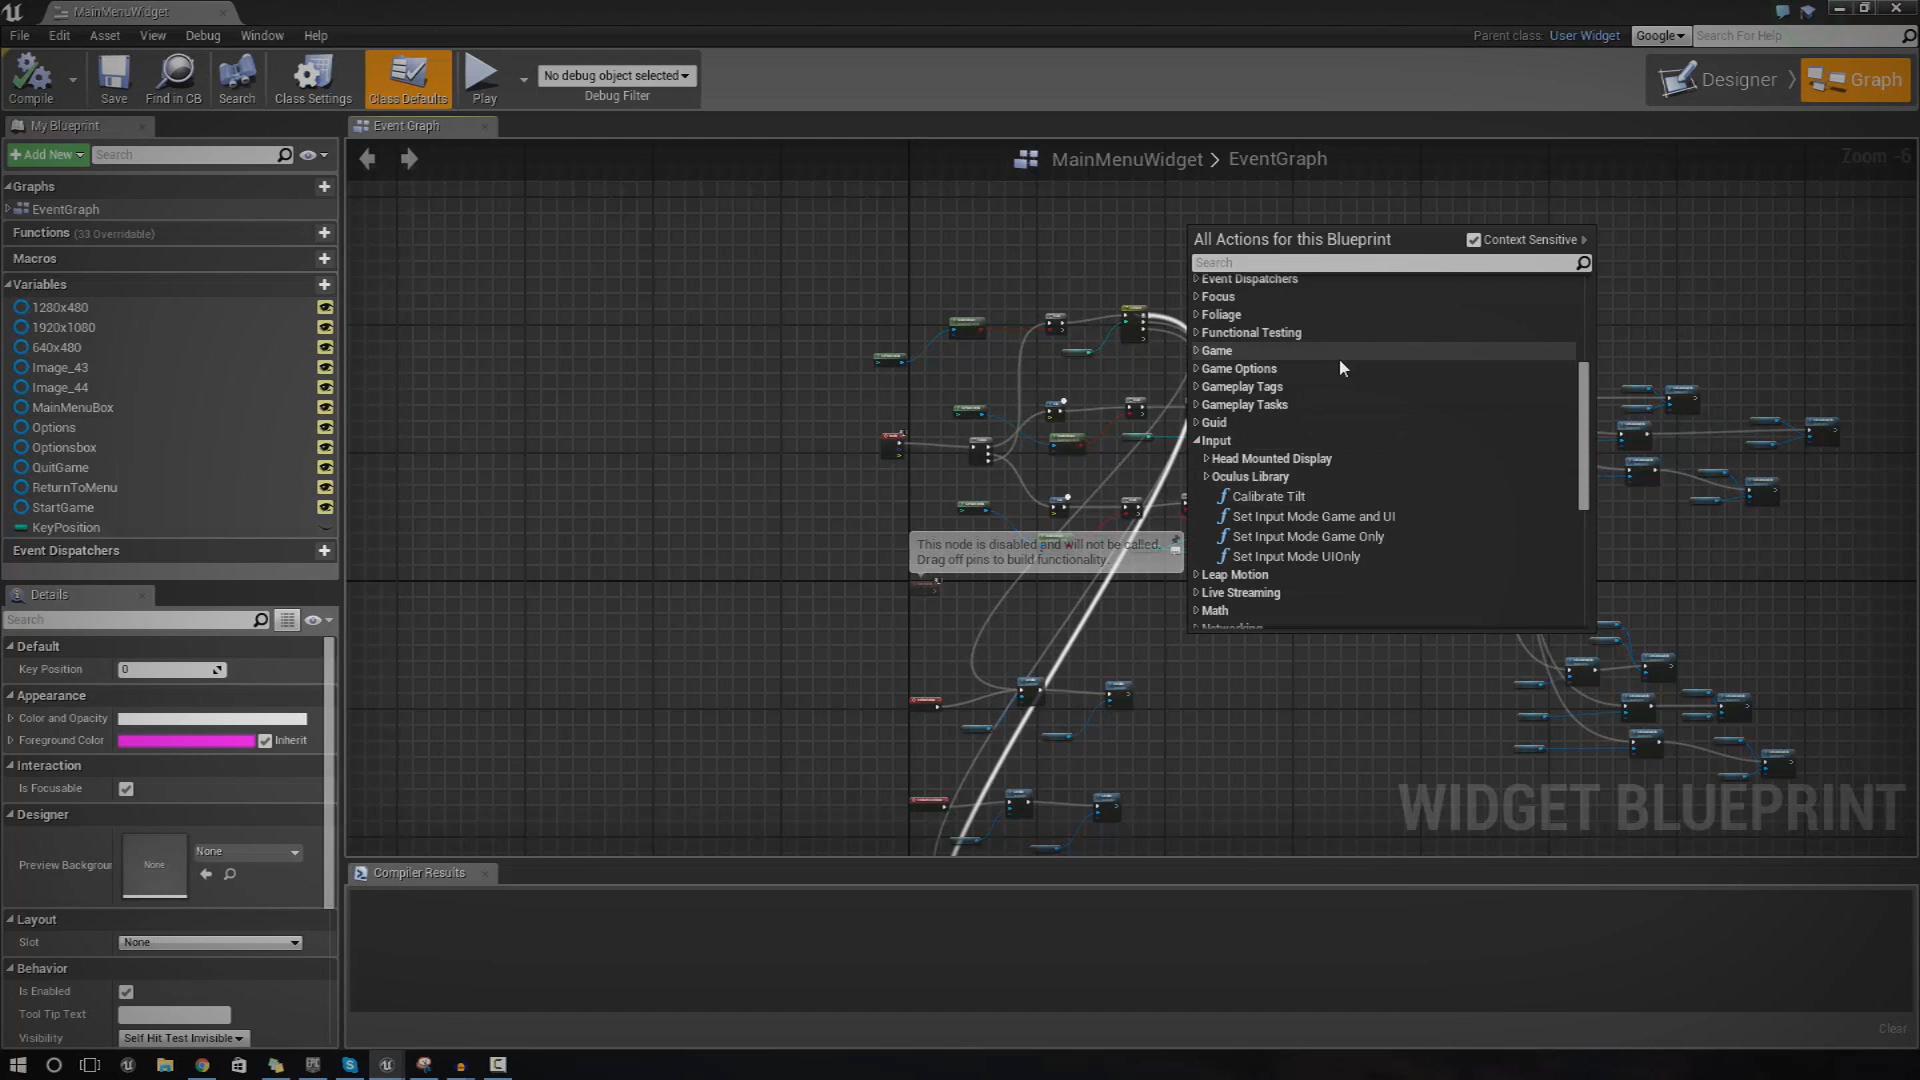 MainMenuWidget
File Edit Asset View Debug Window Help
Parent class: User Widget Google Search For Help
Compile Save Find in CB Search Class Settings Class Defaults Play
No debug object selected
Debug Filter
Designer Graph
My Blueprint
Event Graph
Add New Search
MainMenuWidget > EventGraph
Zoom -6
Graphs
EventGraph
Functions (33 Overridable)
Macros
Variables
1280x480
1920x1080
640x480
Image_43
Image_44
MainMenuBox
Options
Optionsbox
QuitGame
ReturnToMenu
StartGame
KeyPosition
Event Dispatchers
All Actions for this Blueprint Context Sensitive
Search
Event Dispatchers
Focus
Foliage
Functional Testing
Game
Game Options
Gameplay Tags
Gameplay Tasks
Guid
Input
Head Mounted Display
Oculus Library
f Calibrate Tilt
f Set Input Mode Game and UI
f Set Input Mode Game Only
f Set Input Mode UIOnly
Leap Motion
Live Streaming
Math
Networking
This node is disabled and will not be called.
Drag off pins to build functionality.
WIDGET BLUEPRINT
Details
Search
Default
Key Position 0
Appearance
Color and Opacity
Foreground Color Inherit
Interaction
Is Focusable
Designer
Preview Backgrour None None
Layout
Slot None
Behavior
Is Enabled
Tool Tip Text
Visibility Self Hit Test Invisible
Compiler Results
Clear